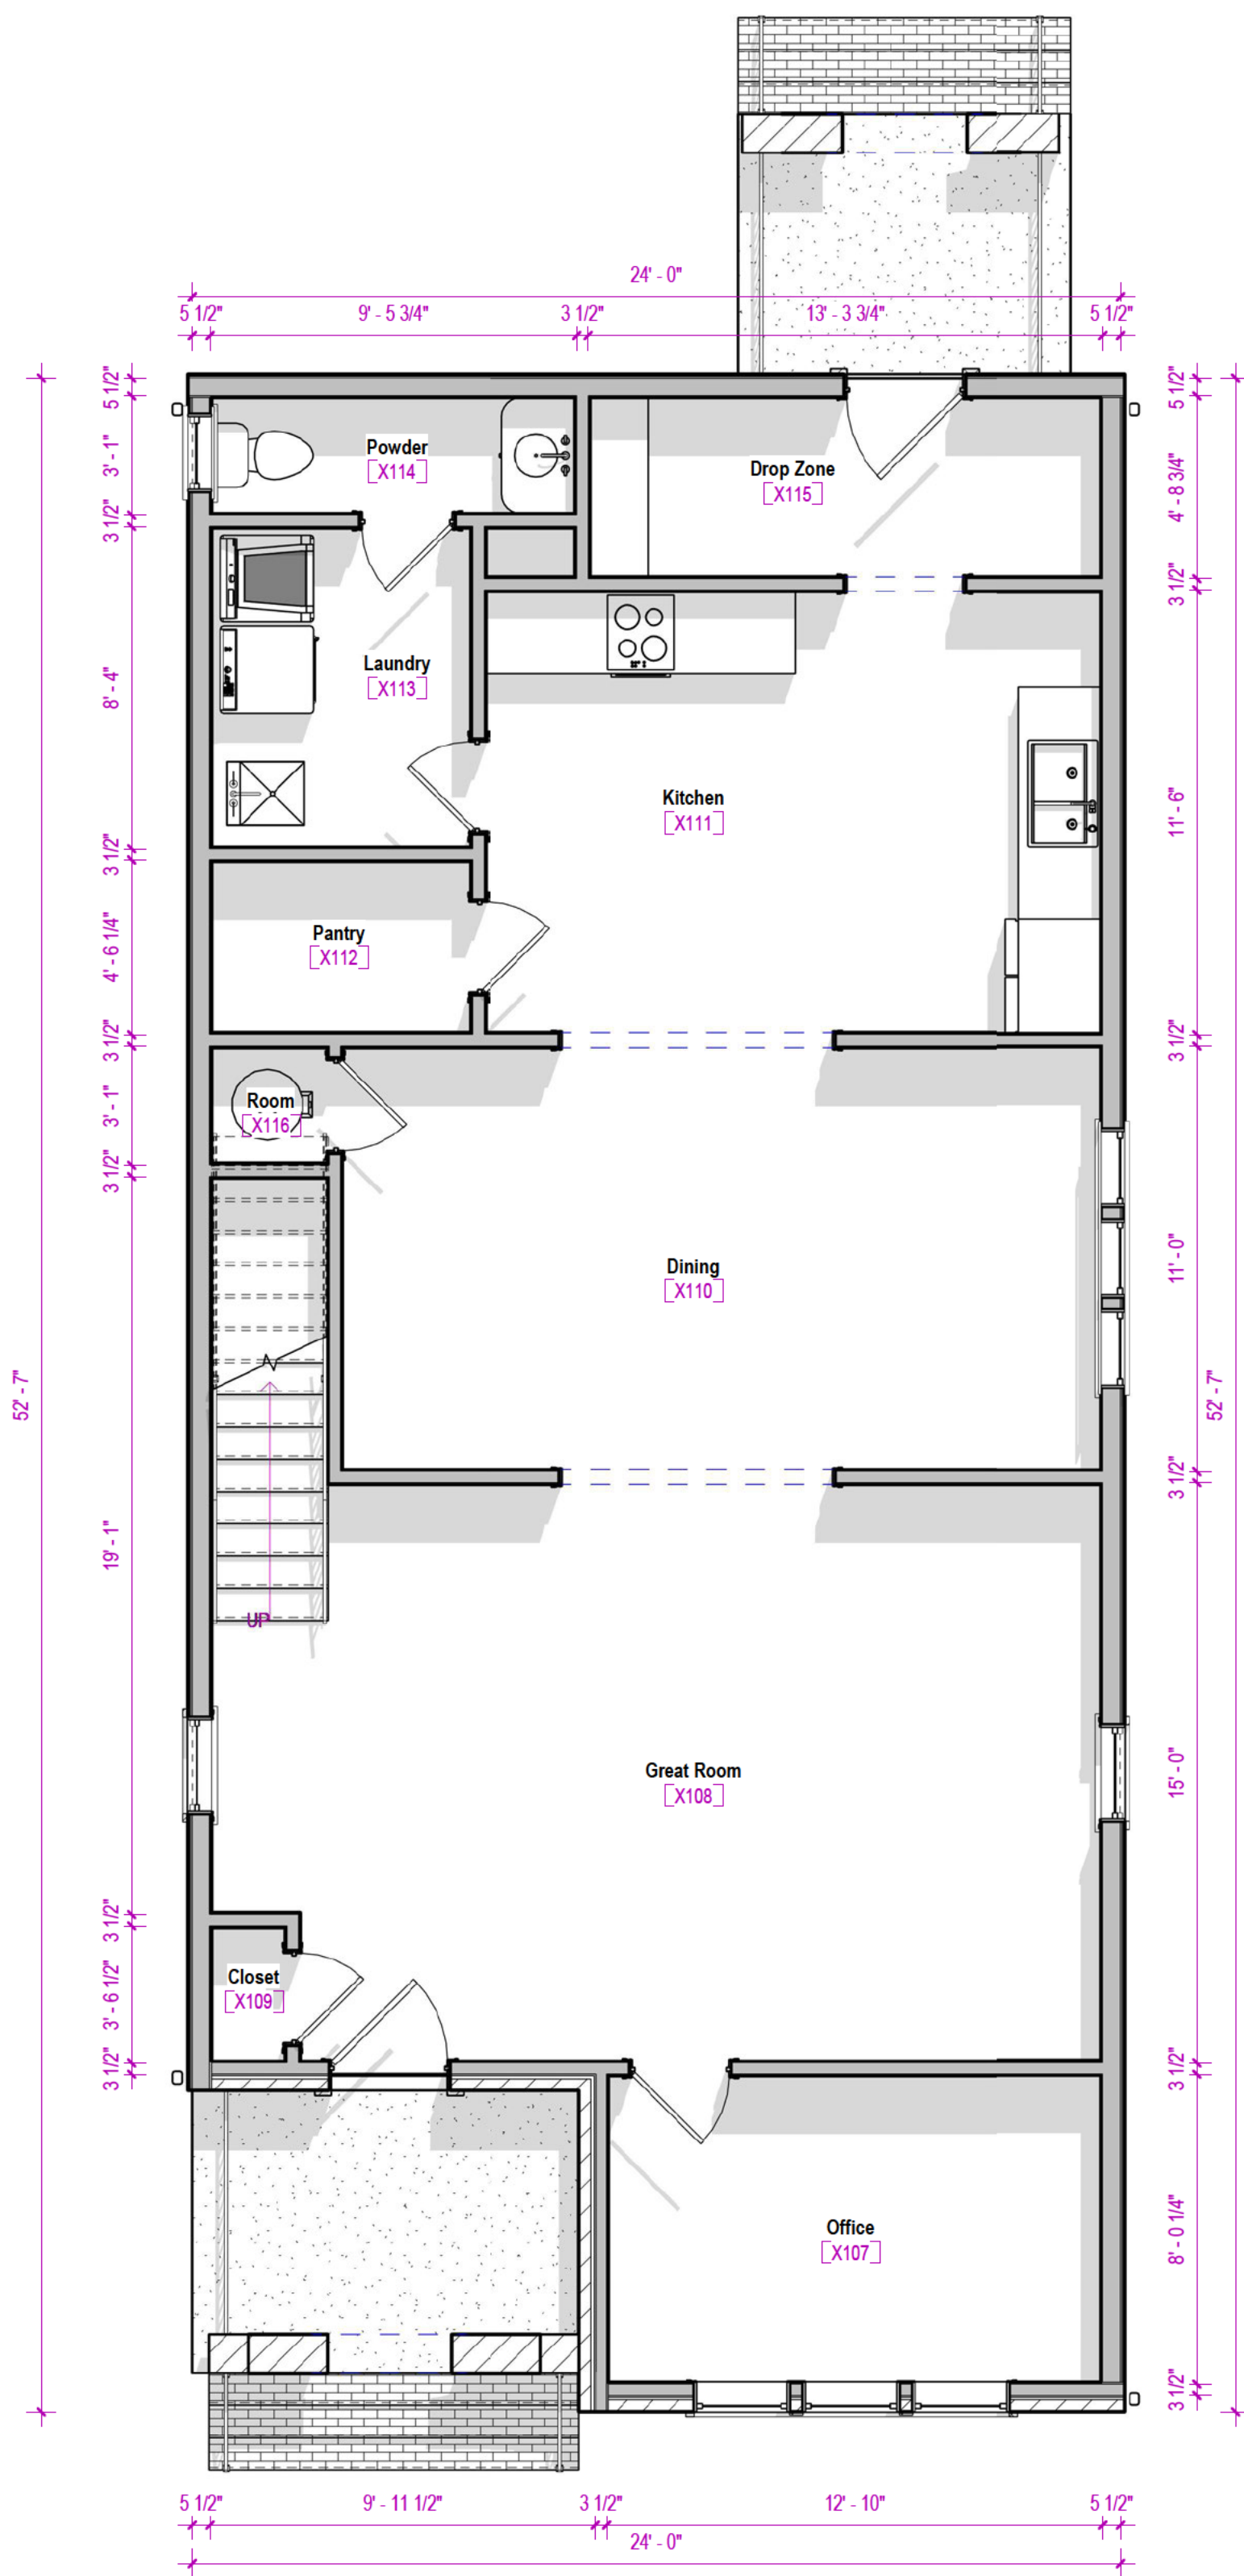 24' - 0"
5 1/2"
9' - 5 3/4"
3 1/2"
13' - 3 3/4"
5 1/2"
5 1/2"
3' - 1"
3 1/2"
8' - 4"
3 1/2"
4' - 6 1/4"
3 1/2"
3' - 1"
3 1/2"
19' - 1"
3 1/2"
3' - 6 1/2"
3 1/2"
52' - 7"
Powder
X114
Drop Zone
X115
Laundry
X113
Kitchen
X111
Pantry
X112
Room
X116
Dining
X110
UP
Great Room
X108
Closet
X109
Office
X107
5 1/2"
4' - 8 3/4"
3 1/2"
11' - 6"
3 1/2"
11' - 0"
3 1/2"
15' - 0"
3 1/2"
8' - 0 1/4"
3 1/2"
52' - 7"
5 1/2"
9' - 11 1/2"
3 1/2"
12' - 10"
5 1/2"
24' - 0"